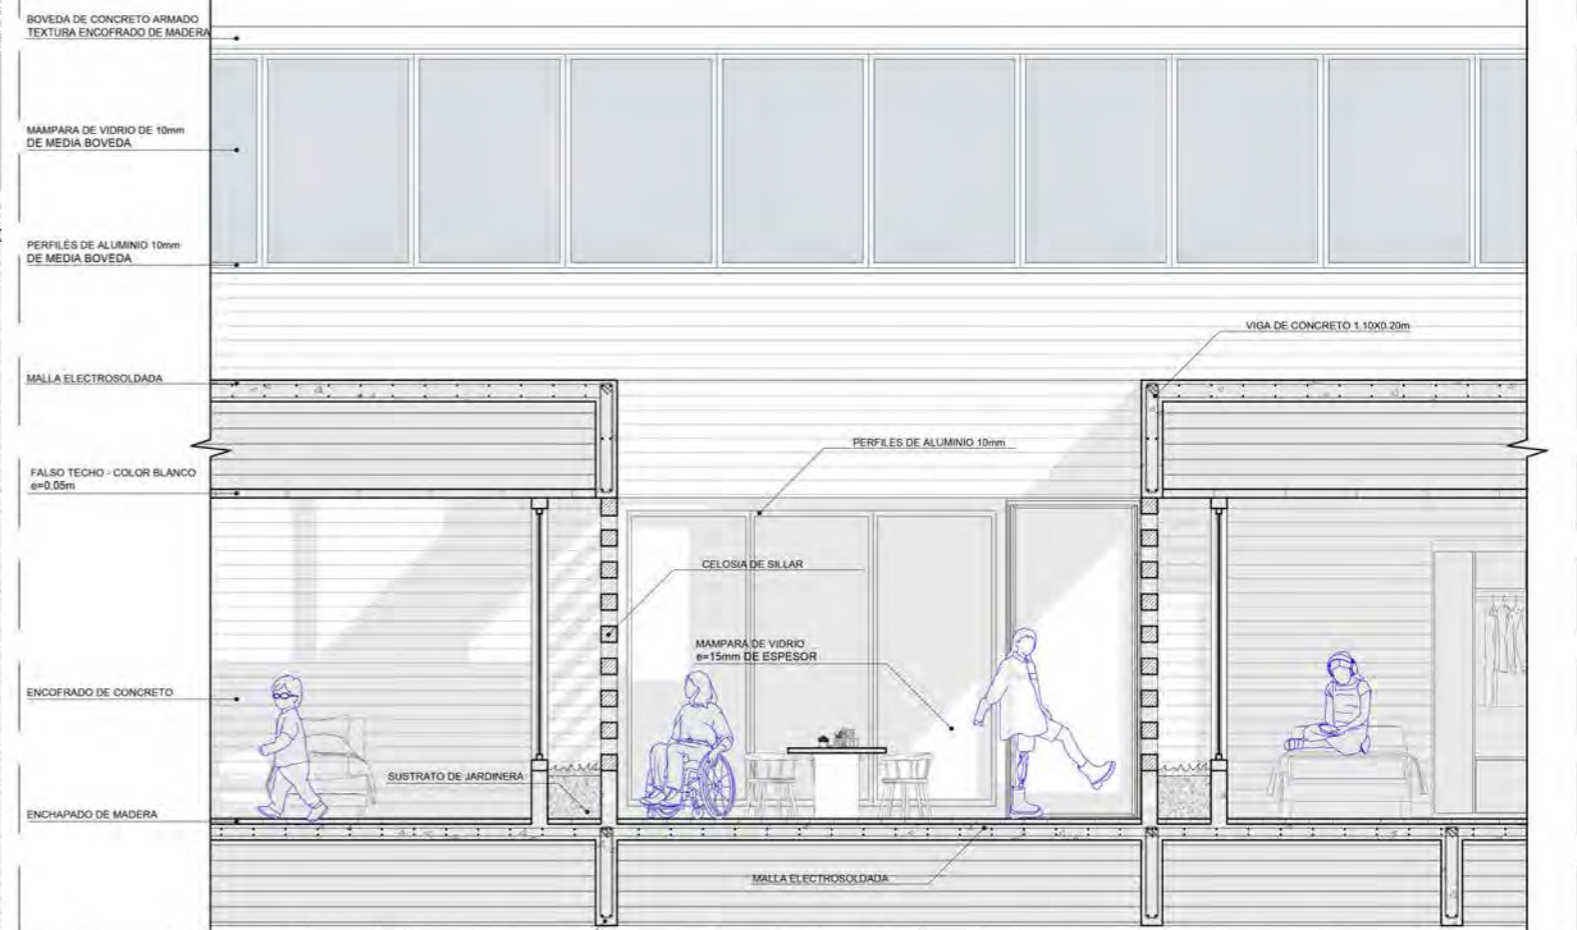 BOVEDA DE CONCRETO ARMADO
TEXTURA ENCOFRADO DE MADERA
MAMPARA DE VIDRIO DE 10mm
DE MEDIA BOVEDA
PERFILES DE ALUMINIO 10mm
DE MEDIA BOVEDA
VIGA DE CONCRETO 1.10X0.20m
MALLA ELECTROSOLDADA
PERFILES DE ALUMINIO 10mm
FALSO TECHO - COLOR BLANCO
e=0.05m
CELOSIA DE SILLAR
MAMPARA DE VIDRIO
e=15mm DE ESPESOR
ENCOFRADO DE CONCRETO
SUSTRATO DE JARDINERA
ENCHAPADO DE MADERA
MALLA ELECTROSOLDADA